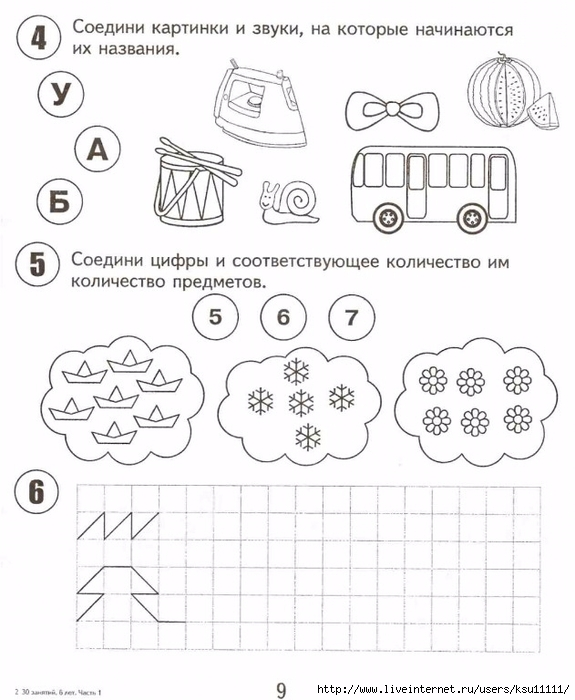 4 Соедини картинки и звуки, на которые начинаются
их названия.
У
А
Б
5 Соедини цифры и соответствующее количество им
количество предметов.
5 6 7
6
2 30 занятий. 6 лет. Часть 1
9
http://www.liveinternet.ru/users/ksu11111/